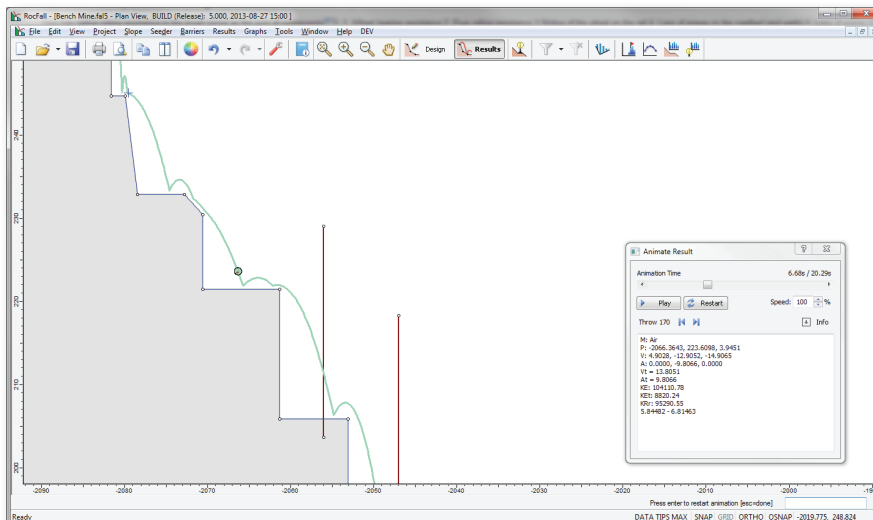 RocFall - [Bench Mine.fal5 - Plan View, BUILD (Release): 5.000, 2013-08-27 15:00 ]
File Edit View Project Slope Seeder Barriers Results Graphs Tools Window Help DEV
Design Results
240
230
220
210
200
Animate Result
Animation Time 6.68s / 20.29s
Play Restart Speed: 100 %
Throw 170 Info
M: Air
P: -2066.3643, 223.6098, 3.9451
V: 4.9028, -12.9052, -14.9065
A: 0.0000, -9.8066, 0.0000
Vt = 13.8051
At = 9.8066
KE: 104110.78
KEt: 8820.24
KRr: 95290.55
5.84482 - 6.81463
-2090 -2080 -2070 -2060 -2050 -2040 -2030 -2020 -2010 -2000 -19
Press enter to restart animation [esc=done]
Ready DATA TIPS MAX SNAP GRID ORTHO OSNAP -2019.775, 248.824